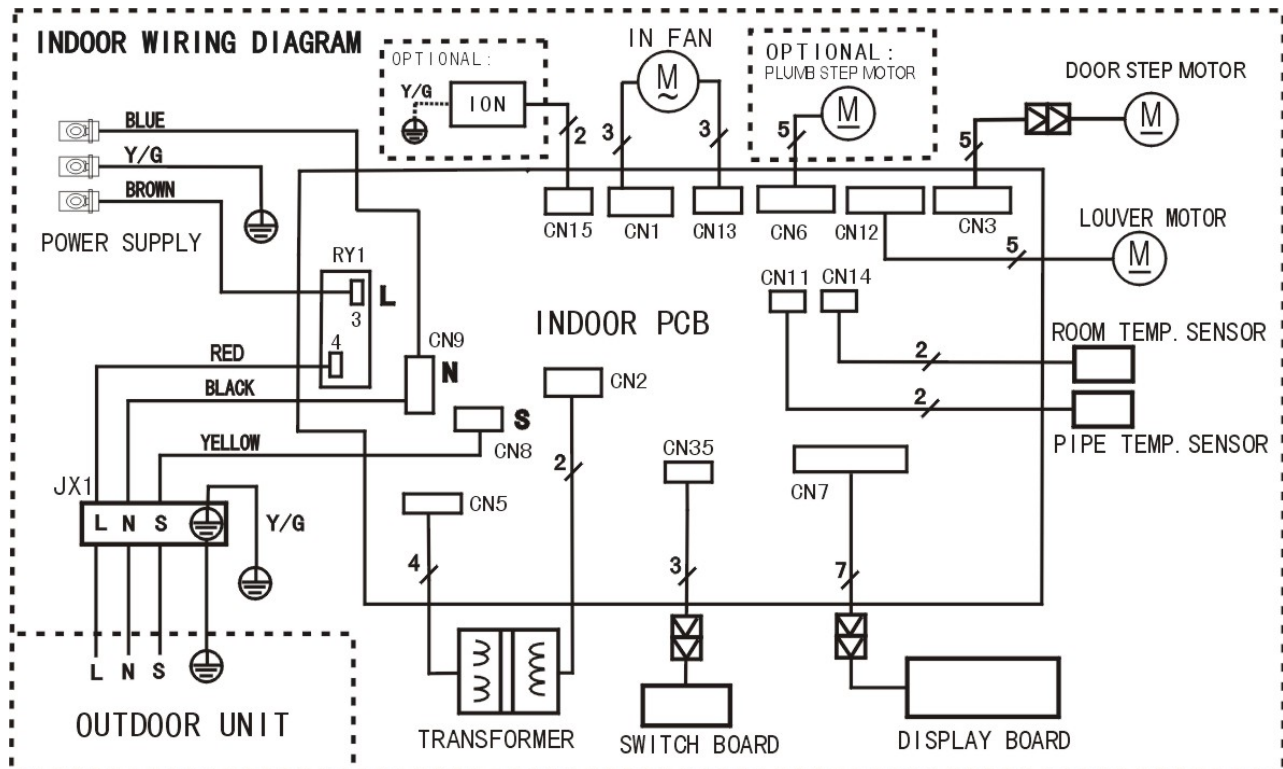 INDOOR WIRING DIAGRAM
OPTIONAL:
Y/G
ION
2
IN FAN
M
~
3
3
OPTIONAL:
PLUMB STEP MOTOR
M
5
DOOR STEP MOTOR
M
5
BLUE
Y/G
BROWN
POWER SUPPLY
CN15
CN1
CN13
CN6
CN12
CN3
LOUVER MOTOR
M
5
RY1
L
3
4
CN11
CN14
INDOOR PCB
ROOM TEMP. SENSOR
2
2
PIPE TEMP. SENSOR
RED
BLACK
YELLOW
CN9
N
S
CN8
CN2
2
CN35
CN7
JX1
L N S
Y/G
CN5
4
3
7
L N S
OUTDOOR UNIT
TRANSFORMER
SWITCH BOARD
DISPLAY BOARD